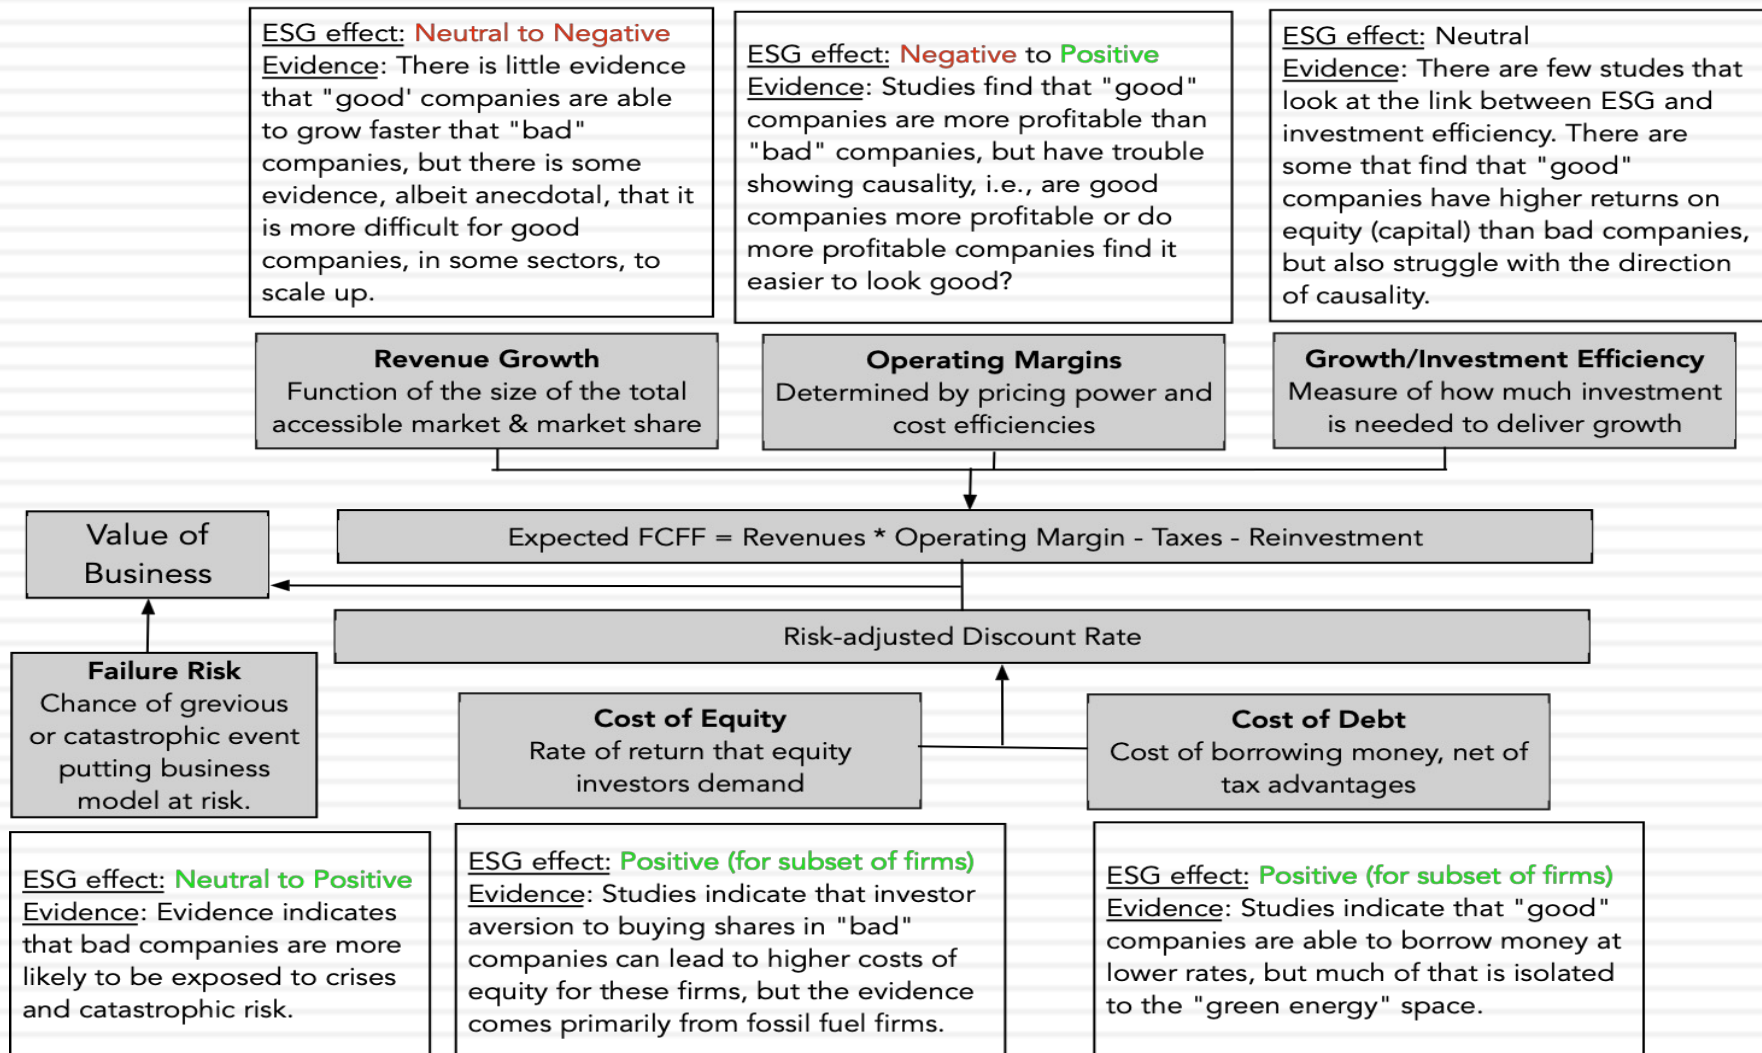 ESG effect: Neutral to Negative
Evidence: There is little evidence
that "good' companies are able
to grow faster that "bad"
companies, but there is some
evidence, albeit anecdotal, that it
is more difficult for good
companies, in some sectors, to
scale up.
ESG effect: Negative to Positive
Evidence: Studies find that "good"
companies are more profitable than
"bad" companies, but have trouble
showing causality, i.e., are good
companies more profitable or do
more profitable companies find it
easier to look good?
ESG effect: Neutral
Evidence: There are few studes that
look at the link between ESG and
investment efficiency. There are
some that find that "good"
companies have higher returns on
equity (capital) than bad companies,
but also struggle with the direction
of causality.
Revenue Growth
Function of the size of the total
accessible market & market share
Operating Margins
Determined by pricing power and
cost efficiencies
Growth/Investment Efficiency
Measure of how much investment
is needed to deliver growth
Value of
Business
Expected FCFF = Revenues * Operating Margin - Taxes - Reinvestment
Risk-adjusted Discount Rate
Failure Risk
Chance of grevious
or catastrophic event
putting business
model at risk.
Cost of Equity
Rate of return that equity
investors demand
Cost of Debt
Cost of borrowing money, net of
tax advantages
ESG effect: Neutral to Positive
Evidence: Evidence indicates
that bad companies are more
likely to be exposed to crises
and catastrophic risk.
ESG effect: Positive (for subset of firms)
Evidence: Studies indicate that investor
aversion to buying shares in "bad"
companies can lead to higher costs of
equity for these firms, but the evidence
comes primarily from fossil fuel firms.
ESG effect: Positive (for subset of firms)
Evidence: Studies indicate that "good"
companies are able to borrow money at
lower rates, but much of that is isolated
to the "green energy" space.